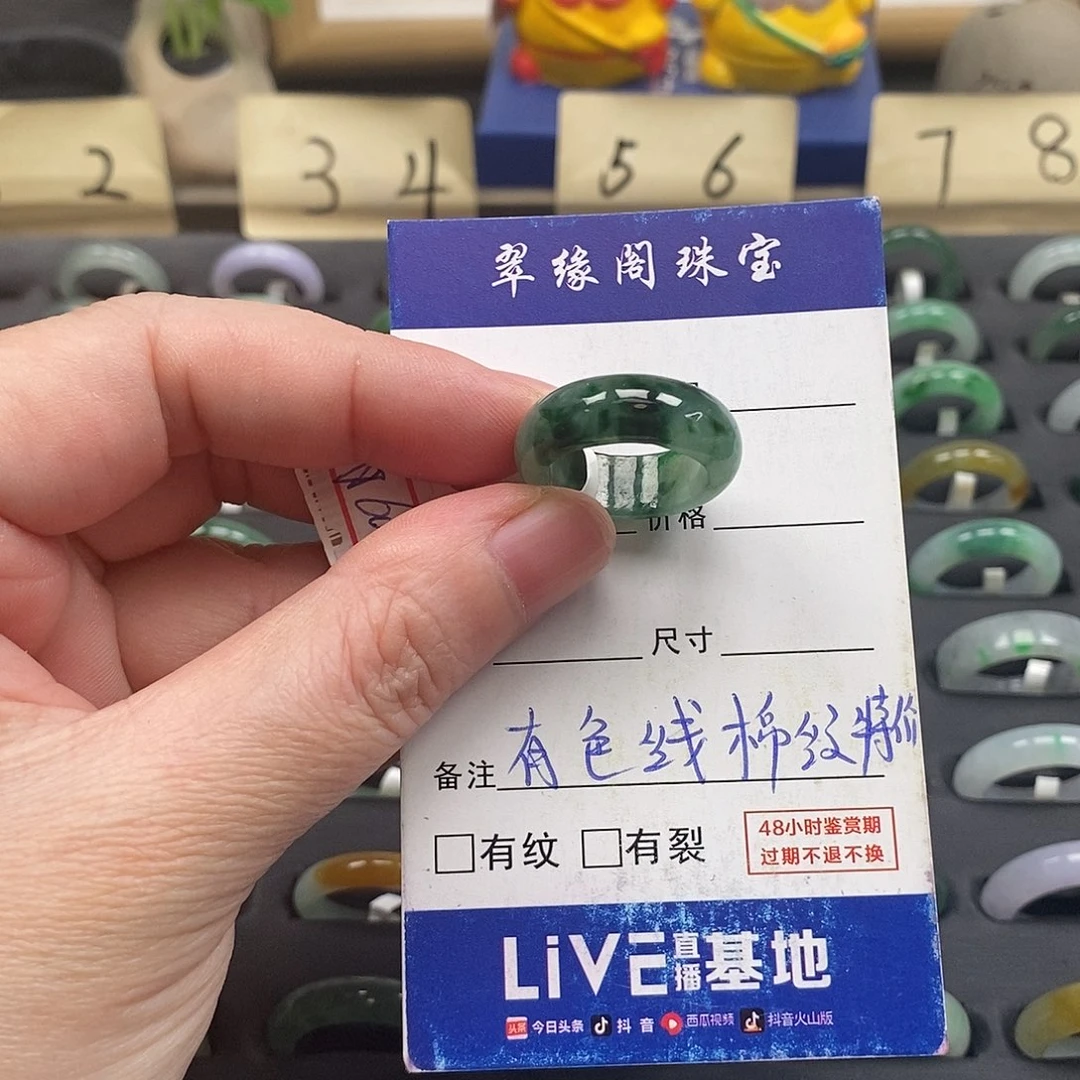 2 3 4 5 6 7 8
翠缘阁珠宝
价格
尺寸
备注 有色线棉纹特价
□有纹 □有裂
48小时鉴赏期
过期不退不换
LiVE直播基地
头条 今日头条 抖音 西瓜视频 抖音火山版